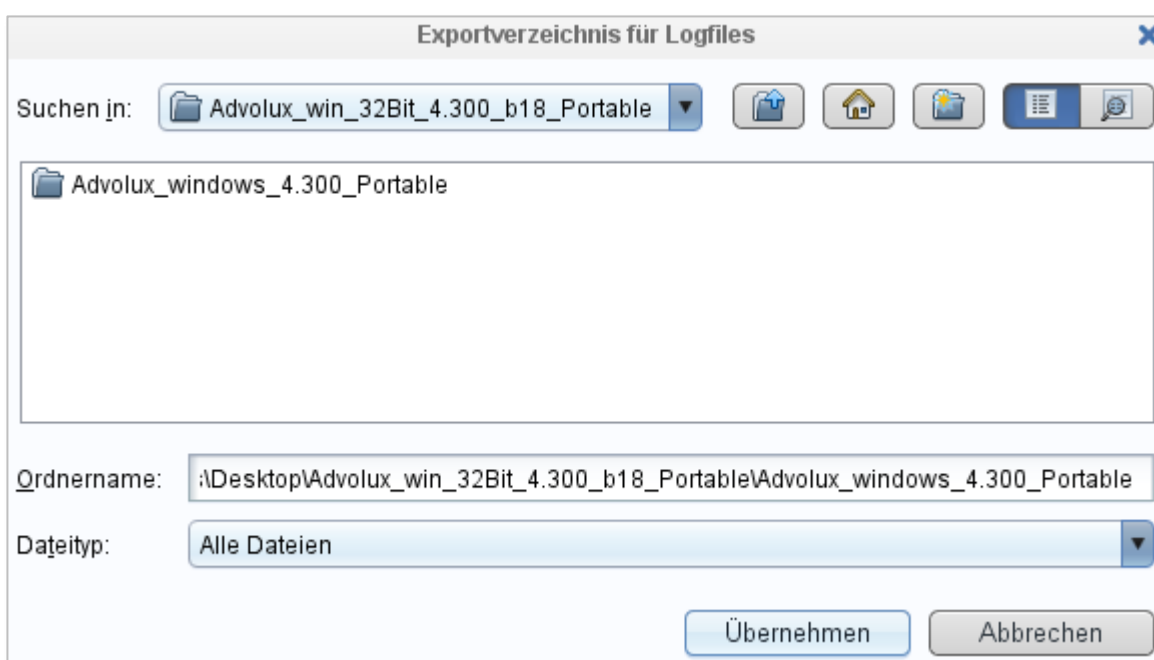 Exportverzeichnis für Logfiles
Suchen in: Advolux_win_32Bit_4.300_b18_Portable
Advolux_windows_4.300_Portable
Ordnername: :\Desktop\Advolux_win_32Bit_4.300_b18_Portable\Advolux_windows_4.300_Portable
Dateityp: Alle Dateien
Übernehmen Abbrechen